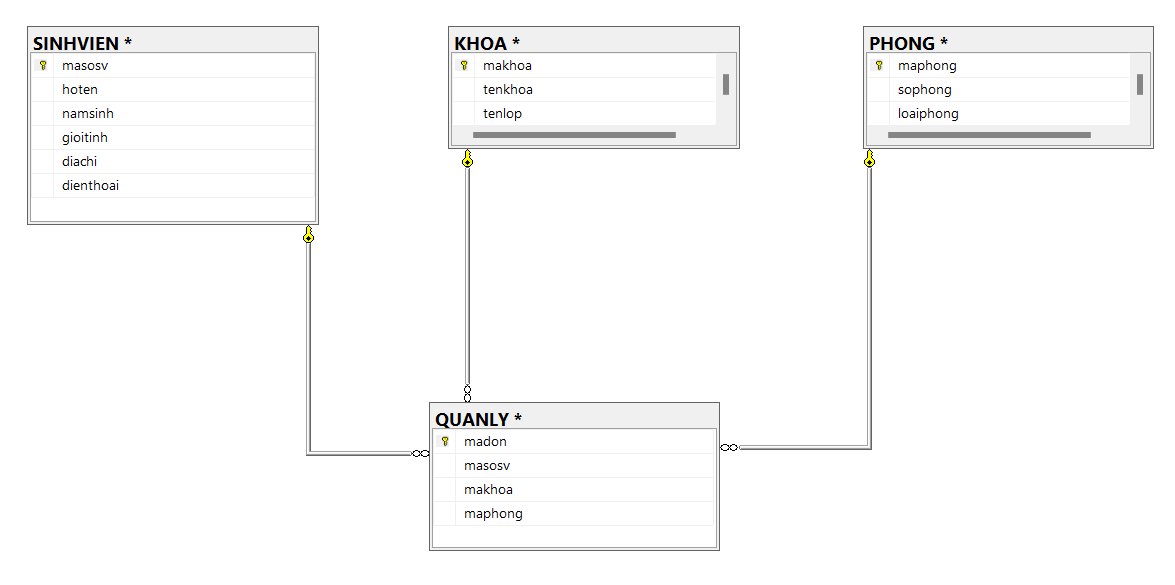 SINHVIEN *
masosv
hoten
namsinh
gioitinh
diachi
dienthoai
KHOA *
makhoa
tenkhoa
tenlop
PHONG *
maphong
sophong
loaiphong
QUANLY *
madon
masosv
makhoa
maphong